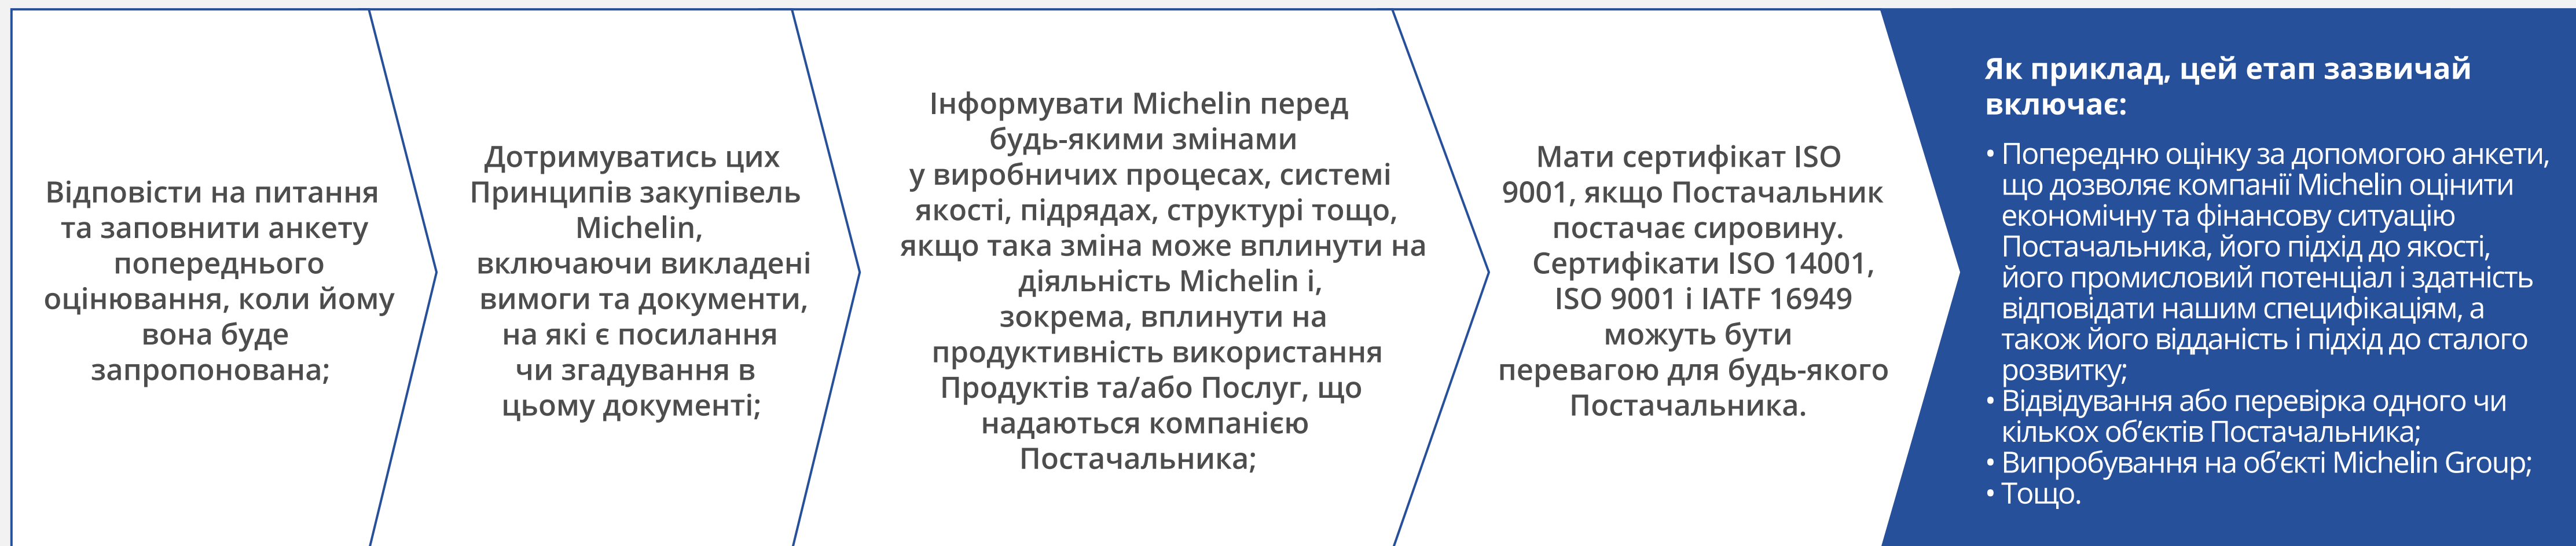 Відповісти на питання
та заповнити анкету
попереднього
оцінювання, коли йому
вона буде
запропонована;
Дотримуватись цих
Принципів закупівель
Michelin,
включаючи викладені
вимоги та документи,
на які є посилання
чи згадування в
цьому документі;
Інформувати Michelin перед
будь-якими змінами
у виробничих процесах, системі
якості, підрядах, структурі тощо,
якщо така зміна може вплинути на
діяльність Michelin і,
зокрема, вплинути на
продуктивність використання
Продуктів та/або Послуг, що
надаються компанією
Постачальника;
Мати сертифікат ISO
9001, якщо Постачальник
постачає сировину.
Сертифікати ISO 14001,
ISO 9001 і IATF 16949
можуть бути
перевагою для будь-якого
Постачальника.
Як приклад, цей етап зазвичай
включає:
• Попередню оцінку за допомогою анкети,
що дозволяє компанії Michelin оцінити
економічну та фінансову ситуацію
Постачальника, його підхід до якості,
його промисловий потенціал і здатність
відповідати нашим специфікаціям, а
також його відданість і підхід до сталого
розвитку;
• Відвідування або перевірка одного чи
кількох об’єктів Постачальника;
• Випробування на об’єкті Michelin Group;
• Тощо.